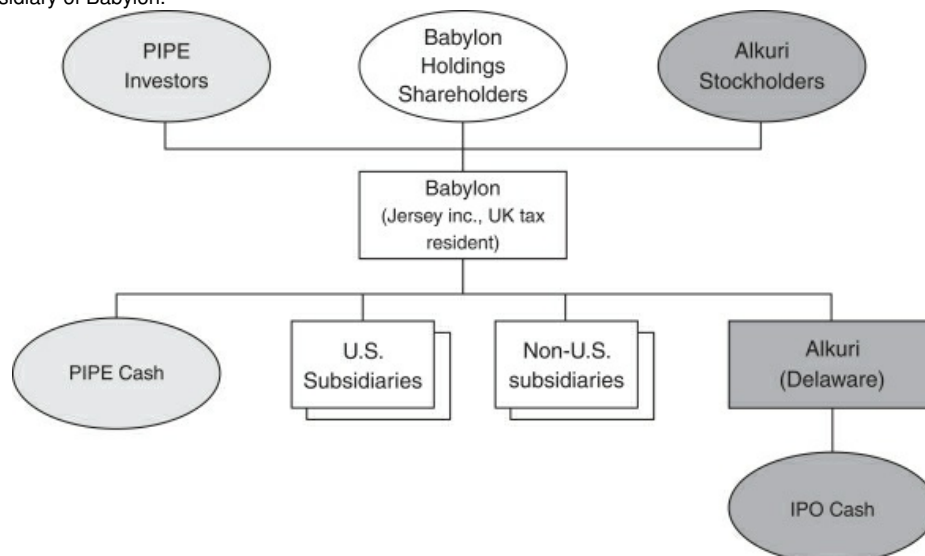 of Babylon.
PIPE
Investors
Babylon
Holdings
Shareholders
Alkuri
Stockholders
Babylon
(Jersey inc., UK tax
resident)
PIPE Cash
U.S.
Subsidiaries
Non-U.S.
subsidiaries
Alkuri
(Delaware)
IPO Cash